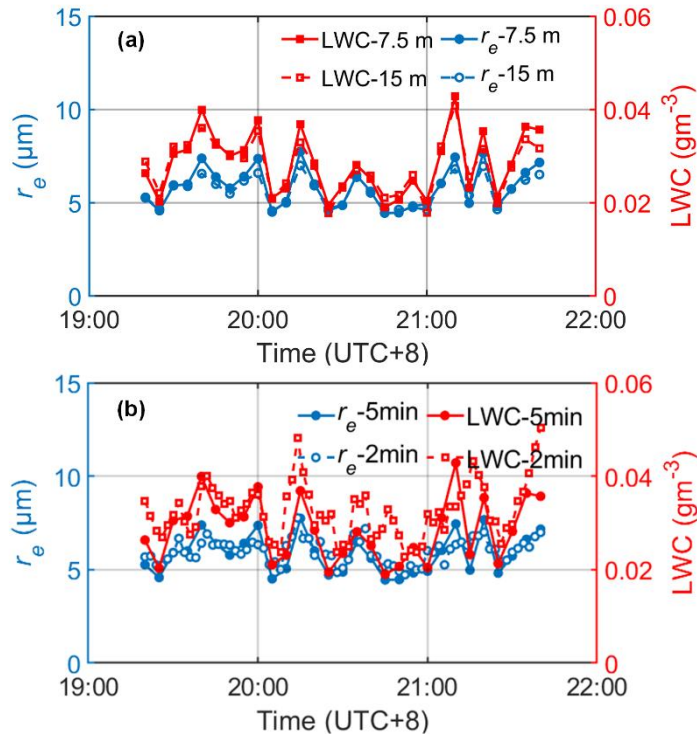 (a)
LWC-7.5 m
r_e-7.5 m
LWC-15 m
r_e-15 m
15
10
5
0
r_e (μm)
0.06
0.04
0.02
0
LWC (gm⁻³)
19:00 20:00 21:00 22:00
Time (UTC+8)
(b)
r_e-5min
LWC-5min
r_e-2min
LWC-2min
15
10
5
0
r_e (μm)
0.06
0.04
0.02
0
LWC (gm⁻³)
19:00 20:00 21:00 22:00
Time (UTC+8)